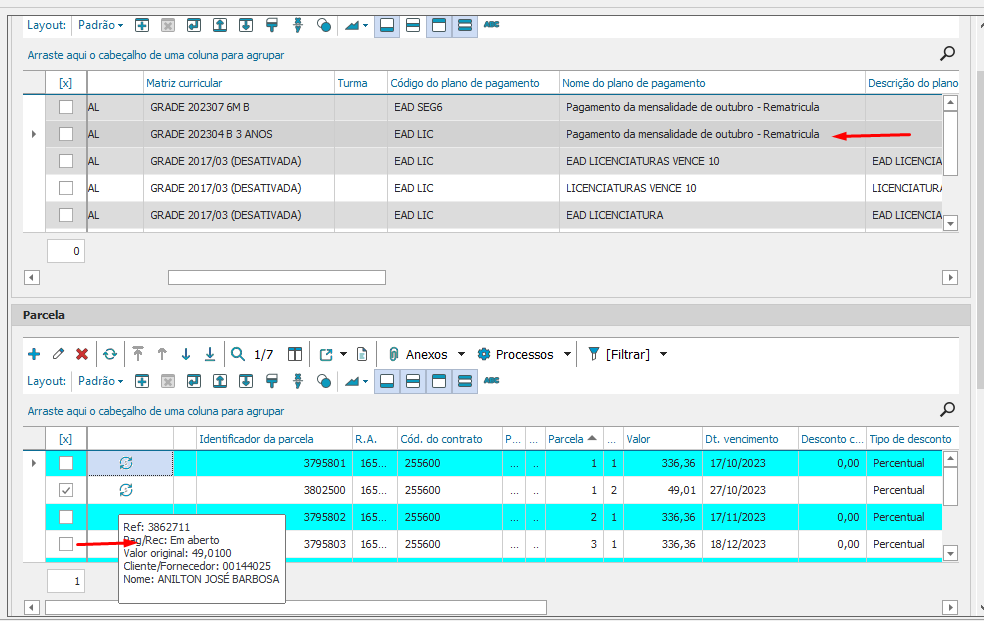 Layout: Padrão ABC
Arraste aqui o cabeçalho de uma coluna para agrupar
[x] Matriz curricular Turma Código do plano de pagamento Nome do plano de pagamento Descrição do plano
AL GRADE 202307 6M B EAD SEG6 Pagamento da mensalidade de outubro - Rematricula
AL GRADE 202304 B 3 ANOS EAD LIC Pagamento da mensalidade de outubro - Rematricula
AL GRADE 2017/03 (DESATIVADA) EAD LIC EAD LICENCIATURAS VENCE 10 EAD LICENCIA
AL GRADE 2017/03 (DESATIVADA) EAD LIC LICENCIATURAS VENCE 10 LICENCIATURA
AL GRADE 2017/03 (DESATIVADA) EAD LIC EAD LICENCIATURA EAD LICENCIA
0
Parcela
1/7 Anexos Processos [Filtrar]
Layout: Padrão ABC
Arraste aqui o cabeçalho de uma coluna para agrupar
[x] Identificador da parcela R.A. Cód. do contrato P... ... Parcela ... Valor Dt. vencimento Desconto c... Tipo de desconto
3795801 165... 255600 ... .. 1 1 336,36 17/10/2023 0,00 Percentual
3802500 165... 255600 ... .. 1 2 49,01 27/10/2023 Percentual
3795802 165... 255600 ... .. 2 1 336,36 17/11/2023 0,00 Percentual
3795803 165... 255600 ... .. 3 1 336,36 18/12/2023 0,00 Percentual
Ref: 3862711
Pag/Rec: Em aberto
Valor original: 49,0100
Cliente/Fornecedor: 00144025
Nome: ANILTON JOSÉ BARBOSA
1